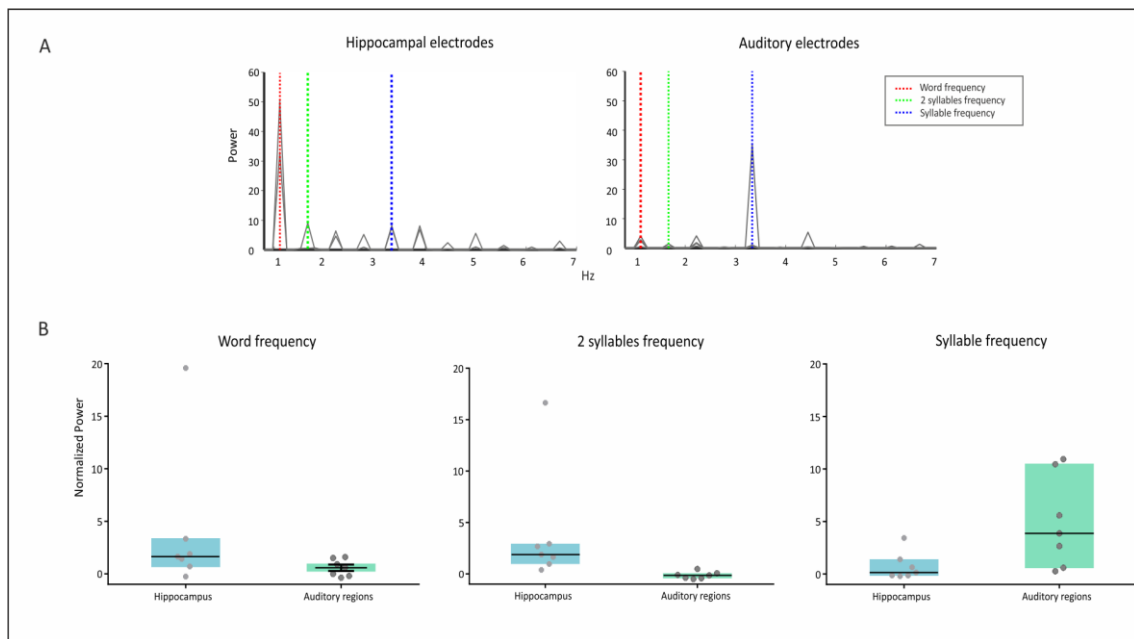 A
Hippocampal electrodes
Auditory electrodes
60
50
40
30
20
10
0
Power
1 2 3 4 5 6 7
60
50
40
30
20
10
0
1 2 3 4 5 6 7
Hz
Word frequency
2 syllables frequency
Syllable frequency
B
Word frequency
2 syllables frequency
Syllable frequency
Normalized Power
20
15
10
5
0
Hippocampus Auditory regions
20
15
10
5
0
Hippocampus Auditory regions
20
15
10
5
0
Hippocampus Auditory regions